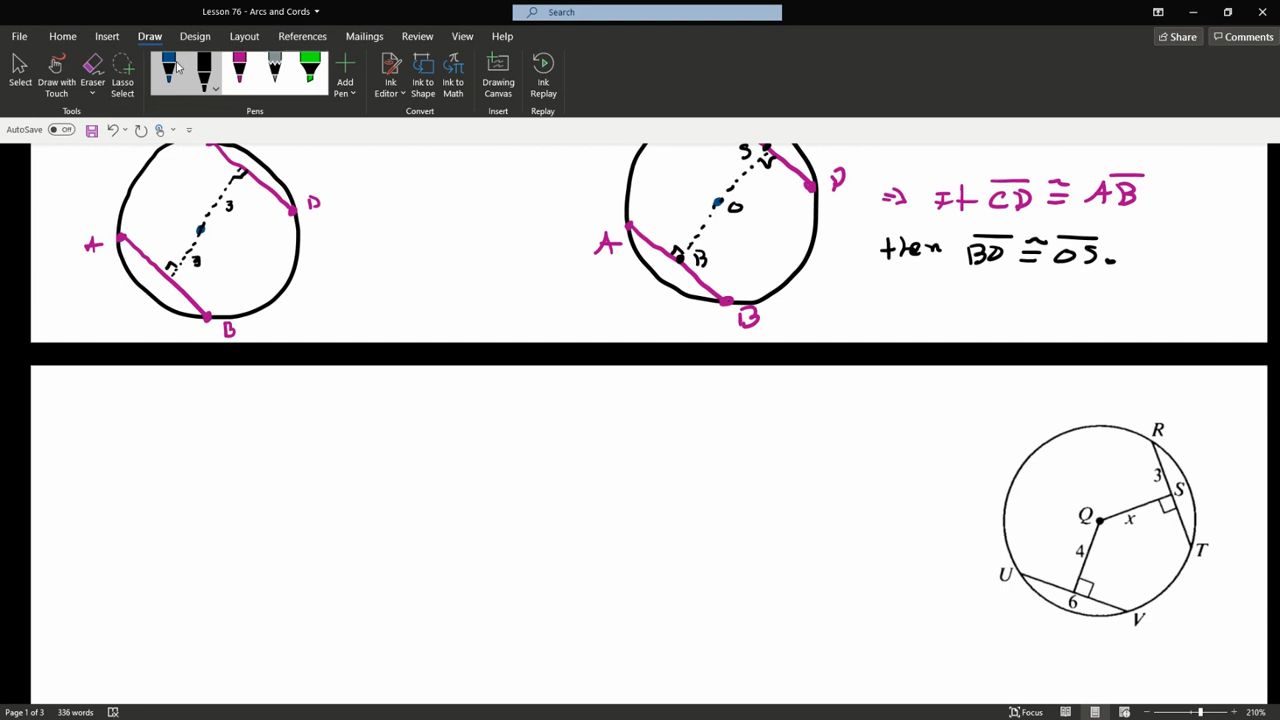 Lesson 76 - Arcs and Cords
Search
File Home Insert Draw Design Layout References Mailings Review View Help
Share Comments
Select Draw with Touch Eraser Lasso Select Add Pen Ink Editor Ink to Shape Ink to Math Drawing Canvas Ink Replay
Tools Pens Convert Insert Replay
AutoSave Off
A
D
3
3
B
S
D
O
A
B
B
⇒ If CD ≅ AB
then BO ≅ OS.
R
3
S
Q
x
4
T
U
6
V
Page 1 of 3 336 words Focus 210%